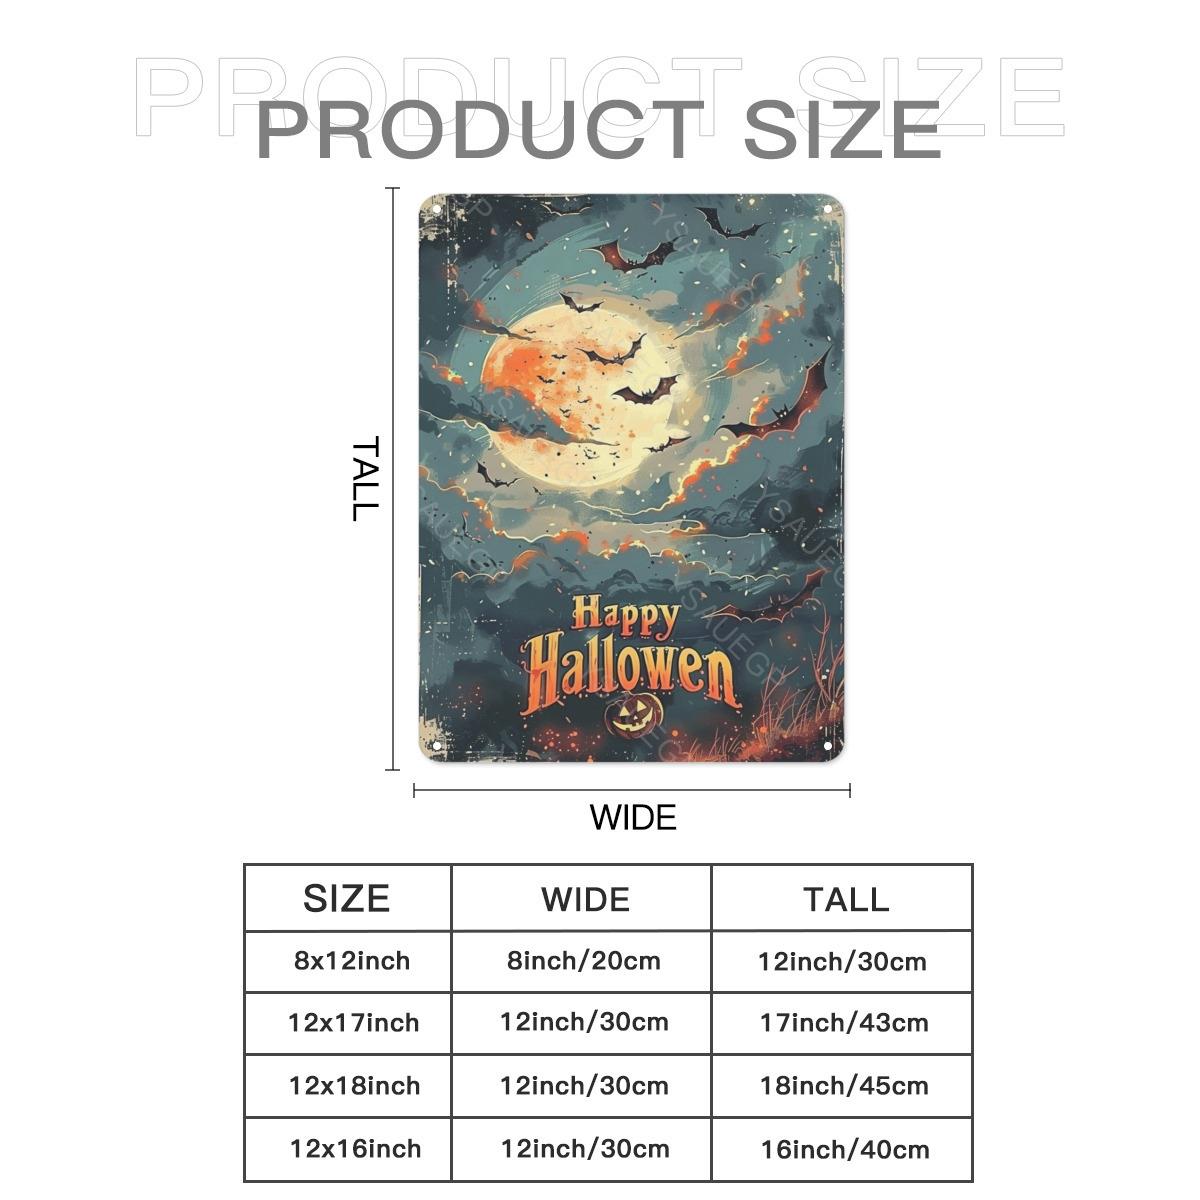 PRODUCT SIZE
PRODUCT SIZE
TALL
YSAUEGP
Happy
Hallowen
WIDE
SIZE WIDE TALL
8x12inch 8inch/20cm 12inch/30cm
12x17inch 12inch/30cm 17inch/43cm
12x18inch 12inch/30cm 18inch/45cm
12x16inch 12inch/30cm 16inch/40cm